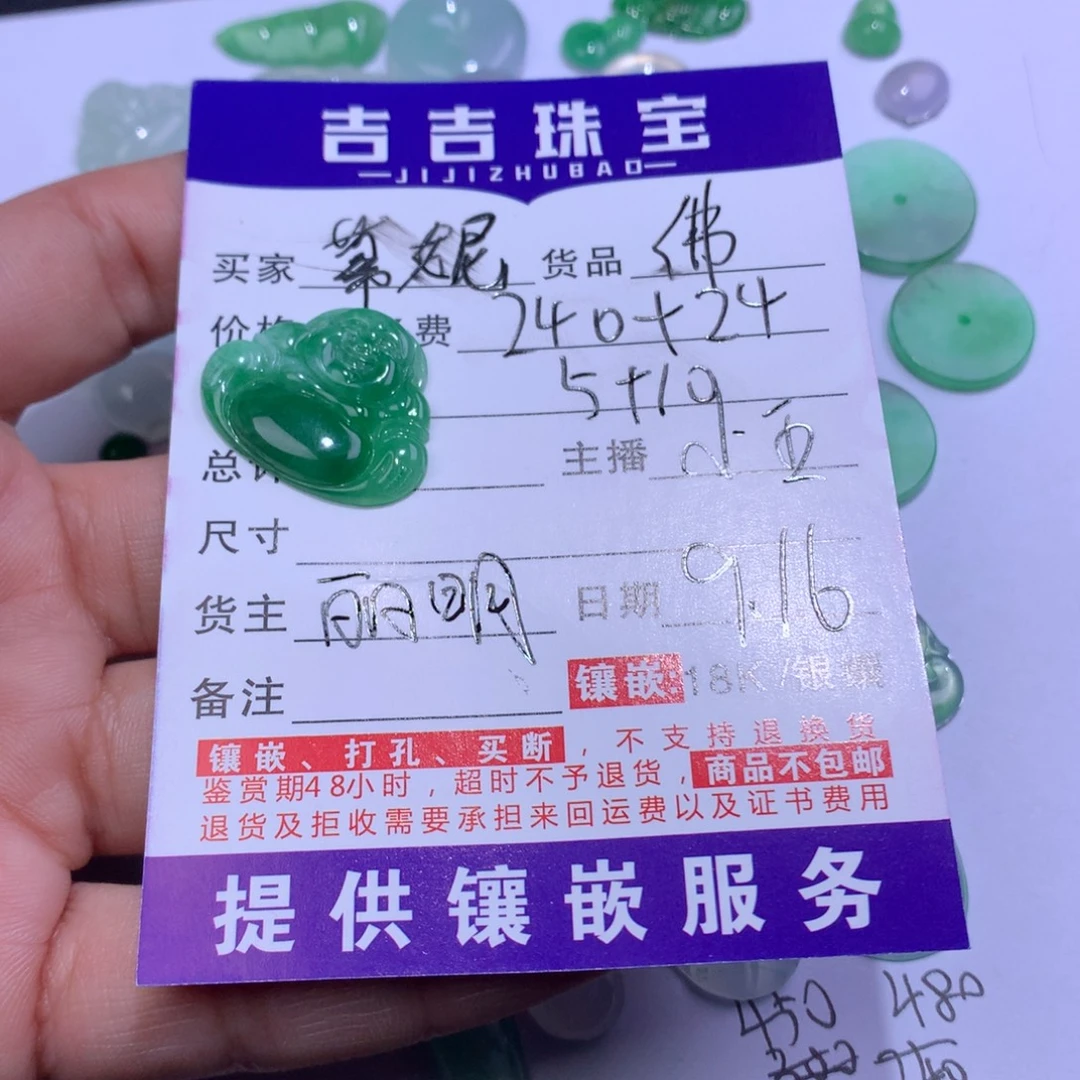 吉吉珠宝
JIJIZHUBAO
买家 妮 货品 佛
费 240+24
5+19
总 主播 小五
尺寸
货主 丽明 日期 9.16
备注 镶嵌:18K/银镶
镶嵌、打孔、买断，不支持退换货
鉴赏期48小时，超时不予退货，商品不包邮
退货及拒收需要承担来回运费以及证书费用
提供镶嵌服务
450 480